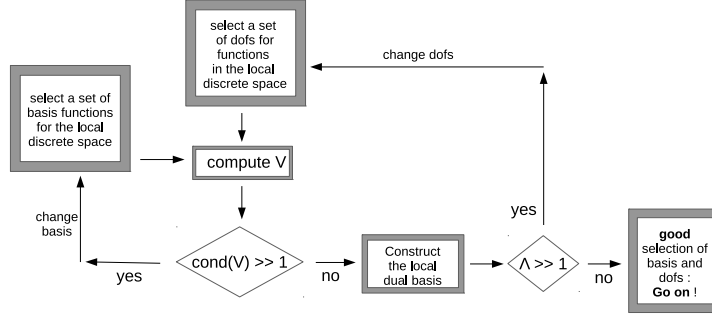 select a set
of dofs for
functions
in the local
discrete space
change dofs
select a set of
basis functions
for the local
discrete space
compute V
change
basis
yes
cond(V) >> 1
no
Construct
the local
dual basis
Λ >> 1
yes
no
good
selection of
basis and
dofs :
Go on !